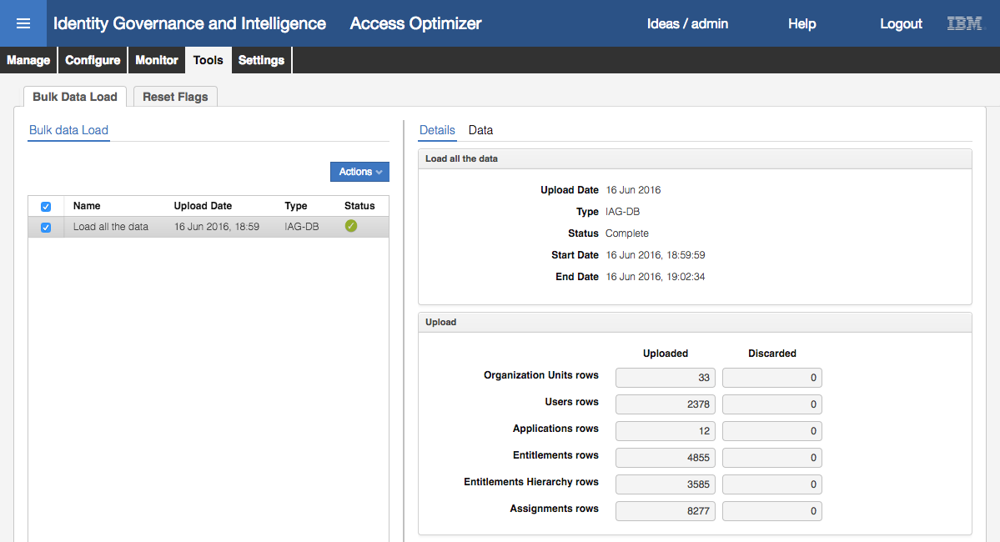 Identity Governance and Intelligence Access Optimizer Ideas / admin Help Logout IBM
Manage Configure Monitor Tools Settings
Bulk Data Load Reset Flags
Bulk data Load
Actions
Name Upload Date Type Status
Load all the data 16 Jun 2016, 18:59 IAG-DB
Details Data
Load all the data
Upload Date 16 Jun 2016
Type IAG-DB
Status Complete
Start Date 16 Jun 2016, 18:59:59
End Date 16 Jun 2016, 19:02:34
Upload
Uploaded Discarded
Organization Units rows 33 0
Users rows 2378 0
Applications rows 12 0
Entitlements rows 4855 0
Entitlements Hierarchy rows 3585 0
Assignments rows 8277 0